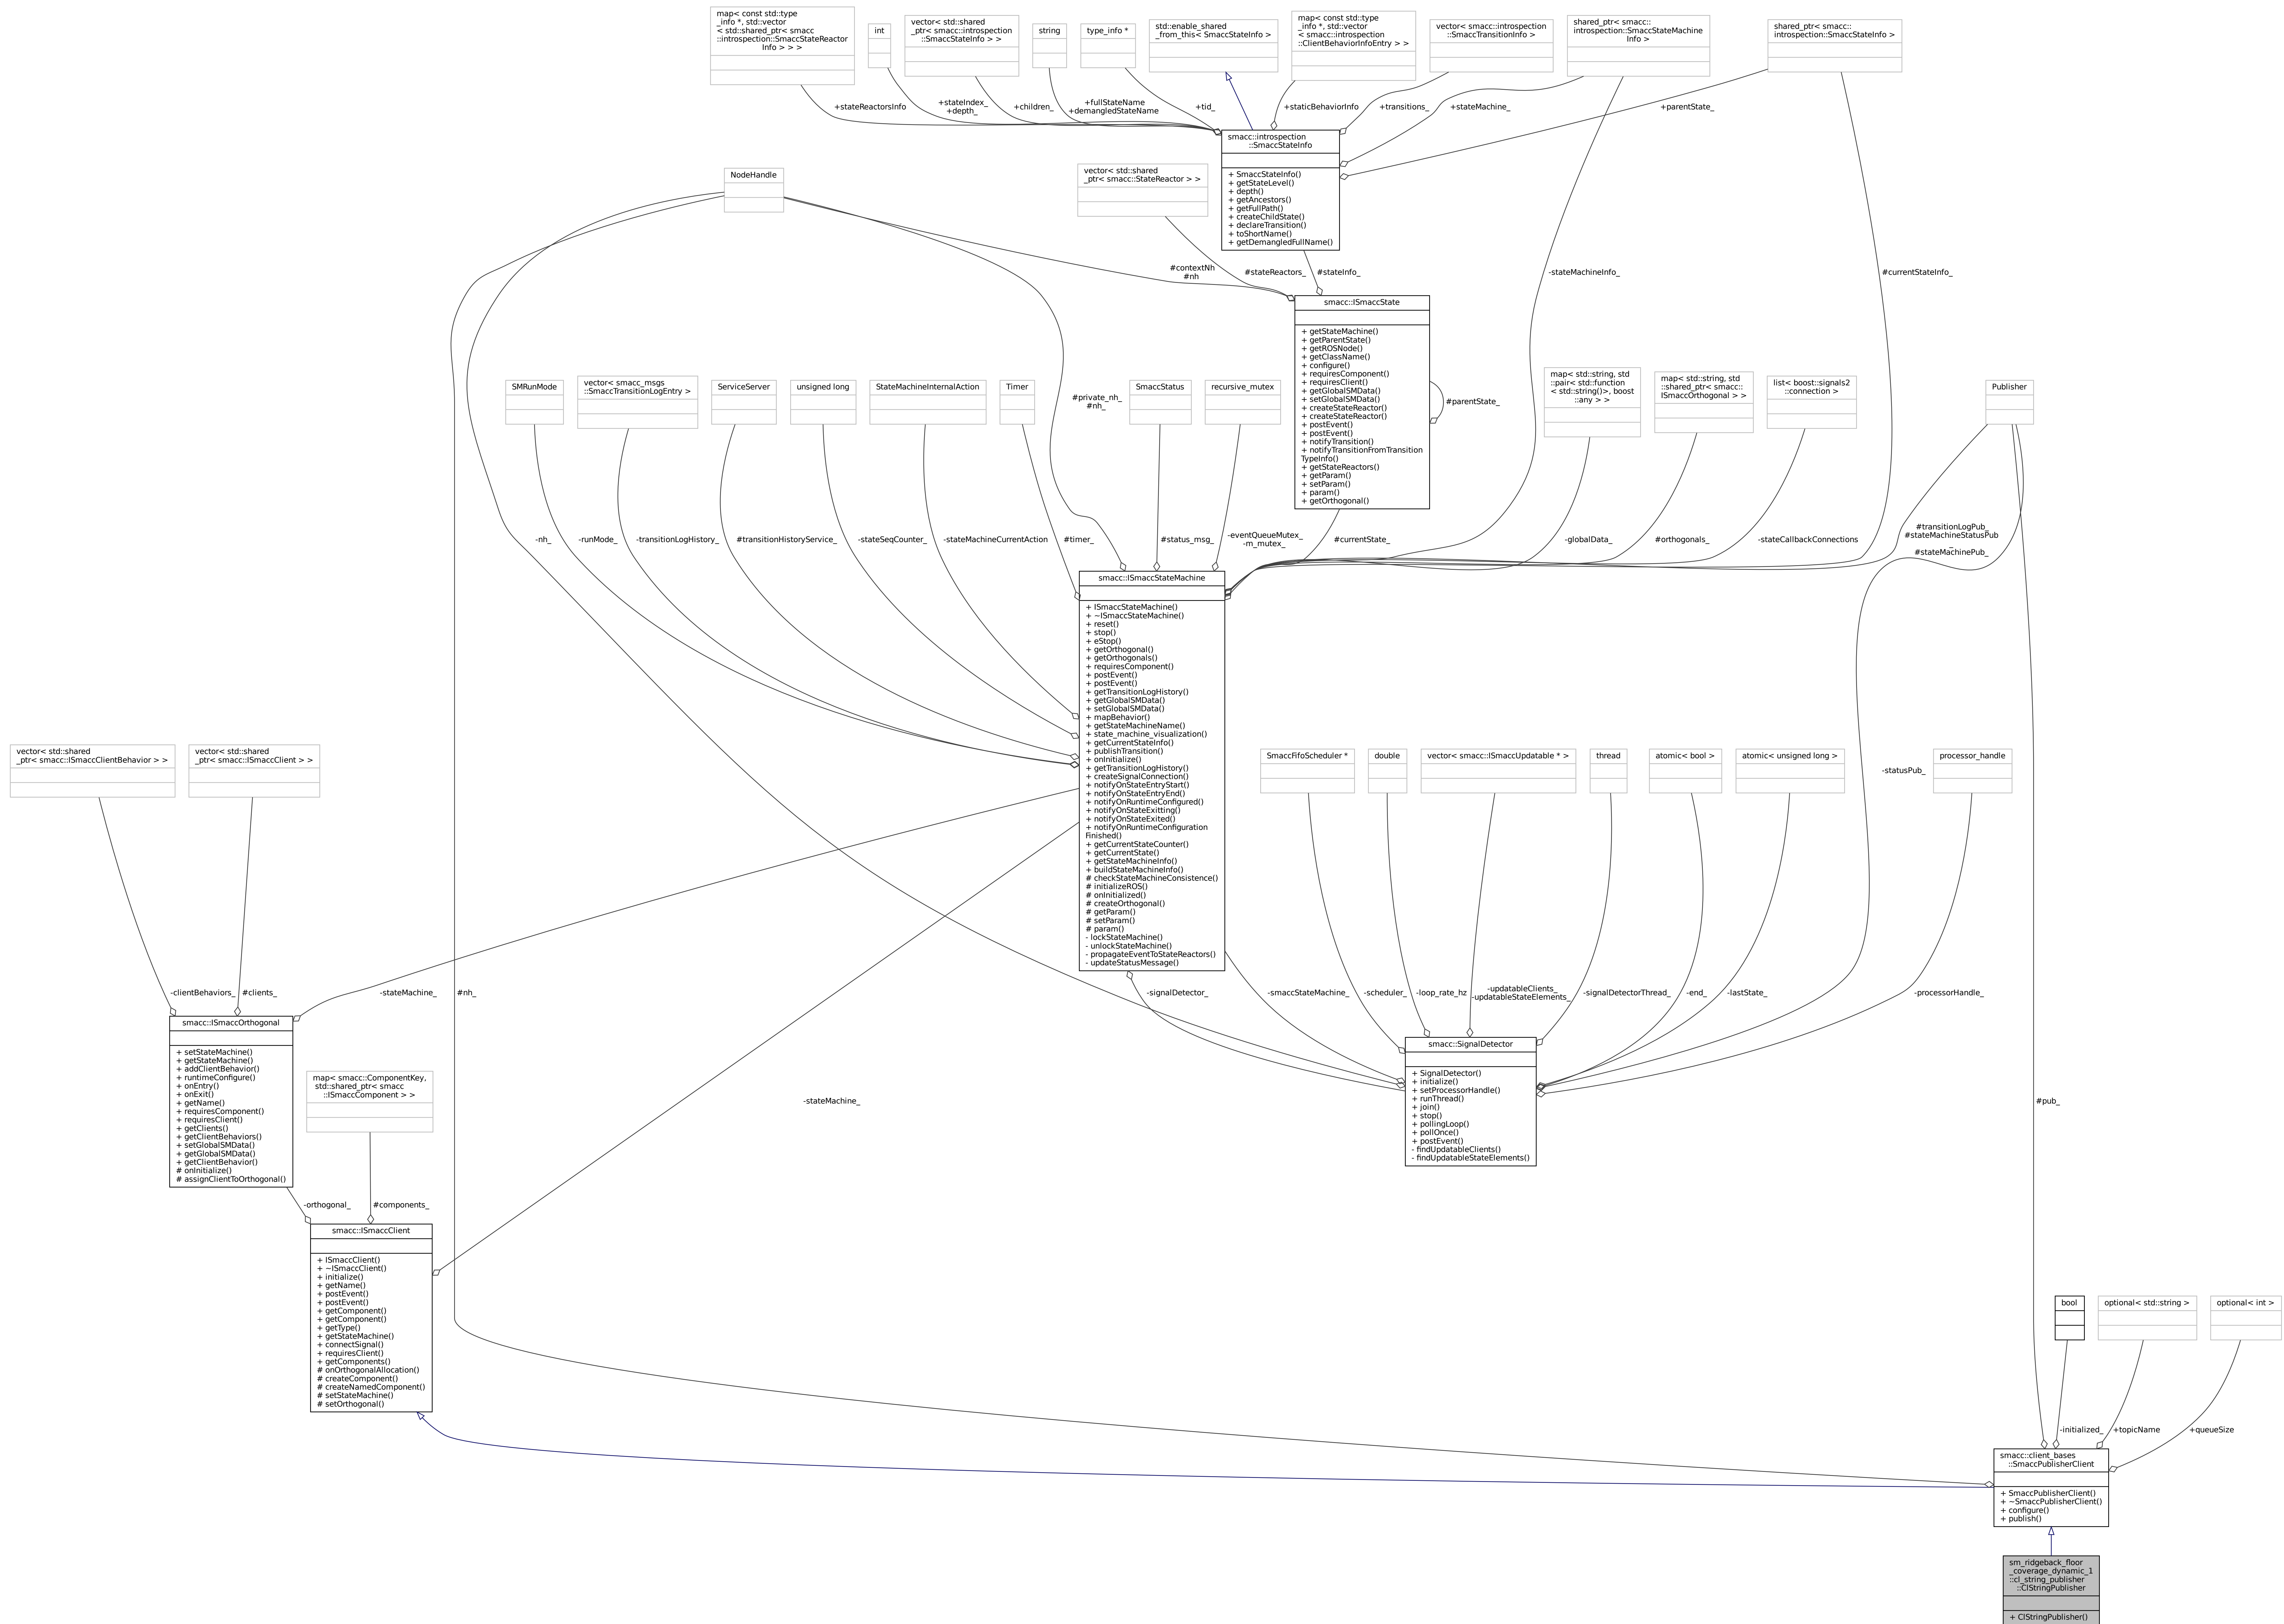 map< const std::type
_info *, std::vector
< std::shared_ptr< smacc
::introspection::SmaccStateReactor
Info > > >
int
vector< std::shared
_ptr< smacc::introspection
::SmaccStateInfo > >
string
type_info *
std::enable_shared
_from_this< SmaccStateInfo >
map< const std::type
_info *, std::vector
< smacc::introspection
::ClientBehaviorInfoEntry > >
vector< smacc::introspection
::SmaccTransitionInfo >
shared_ptr< smacc::
introspection::SmaccStateMachine
Info >
shared_ptr< smacc::
introspection::SmaccStateInfo >
+stateReactorsInfo
+stateIndex_
+depth_
+children_
+fullStateName
+demangledStateName
+tid_
+staticBehaviorInfo
+transitions_
+stateMachine_
+parentState_
smacc::introspection
::SmaccStateInfo
+ SmaccStateInfo()
+ getStateLevel()
+ depth()
+ getAncestors()
+ getFullPath()
+ createChildState()
+ declareTransition()
+ toShortName()
+ getDemangledFullName()
NodeHandle
vector< std::shared
_ptr< smacc::StateReactor > >
#contextNh
#nh
#stateReactors_
#stateInfo_
-stateMachineInfo_
#currentStateInfo_
smacc::ISmaccState
+ getStateMachine()
+ getParentState()
+ getROSNode()
+ getClassName()
+ configure()
+ requiresComponent()
+ requiresClient()
+ getGlobalSMData()
+ setGlobalSMData()
+ createStateReactor()
+ createStateReactor()
+ postEvent()
+ postEvent()
+ notifyTransition()
+ notifyTransitionFromTransition
TypeInfo()
+ getStateReactors()
+ getParam()
+ setParam()
+ param()
+ getOrthogonal()
#parentState_
SMRunMode
vector< smacc_msgs
::SmaccTransitionLogEntry >
ServiceServer
unsigned long
StateMachineInternalAction
Timer
#private_nh_
#nh_
SmaccStatus
recursive_mutex
map< std::string, std
::pair< std::function
< std::string()>, boost
::any > >
map< std::string, std
::shared_ptr< smacc::
ISmaccOrthogonal > >
list< boost::signals2
::connection >
Publisher
-nh_
-runMode_
-transitionLogHistory_
#transitionHistoryService_
-stateSeqCounter_
-stateMachineCurrentAction
#timer_
#status_msg_
-eventQueueMutex_
-m_mutex_
#currentState_
-globalData_
#orthogonals_
-stateCallbackConnections
#transitionLogPub_
#stateMachineStatusPub
_
#stateMachinePub_
smacc::ISmaccStateMachine
+ ISmaccStateMachine()
+ ~ISmaccStateMachine()
+ reset()
+ stop()
+ eStop()
+ getOrthogonal()
+ getOrthogonals()
+ requiresComponent()
+ postEvent()
+ postEvent()
+ getTransitionLogHistory()
+ getGlobalSMData()
+ setGlobalSMData()
+ mapBehavior()
+ getStateMachineName()
+ state_machine_visualization()
+ getCurrentStateInfo()
+ publishTransition()
+ onInitialize()
+ getTransitionLogHistory()
+ createSignalConnection()
+ notifyOnStateEntryStart()
+ notifyOnStateEntryEnd()
+ notifyOnRuntimeConfigured()
+ notifyOnStateExitting()
+ notifyOnStateExited()
+ notifyOnRuntimeConfiguration
Finished()
+ getCurrentStateCounter()
+ getCurrentState()
+ getStateMachineInfo()
+ buildStateMachineInfo()
# checkStateMachineConsistence()
# initializeROS()
# onInitialized()
# createOrthogonal()
# getParam()
# setParam()
# param()
- lockStateMachine()
- unlockStateMachine()
- propagateEventToStateReactors()
- updateStatusMessage()
vector< std::shared
_ptr< smacc::ISmaccClientBehavior > >
vector< std::shared
_ptr< smacc::ISmaccClient > >
SmaccFifoScheduler *
double
vector< smacc::ISmaccUpdatable * >
thread
atomic< bool >
atomic< unsigned long >
processor_handle
-statusPub_
-clientBehaviors_
#clients_
-stateMachine_
#nh_
-signalDetector_
-smaccStateMachine_
-scheduler_
-loop_rate_hz
-updatableClients_
-updatableStateElements_
-signalDetectorThread_
-end_
-lastState_
-processorHandle_
smacc::ISmaccOrthogonal
+ setStateMachine()
+ getStateMachine()
+ addClientBehavior()
+ runtimeConfigure()
+ onEntry()
+ onExit()
+ getName()
+ requiresComponent()
+ requiresClient()
+ getClients()
+ getClientBehaviors()
+ setGlobalSMData()
+ getGlobalSMData()
+ getClientBehavior()
# onInitialize()
# assignClientToOrthogonal()
map< smacc::ComponentKey,
std::shared_ptr< smacc
::ISmaccComponent > >
-stateMachine_
smacc::SignalDetector
+ SignalDetector()
+ initialize()
+ setProcessorHandle()
+ runThread()
+ join()
+ stop()
+ pollingLoop()
+ pollOnce()
+ postEvent()
- findUpdatableClients()
- findUpdatableStateElements()
#pub_
-orthogonal_
#components_
smacc::ISmaccClient
+ ISmaccClient()
+ ~ISmaccClient()
+ initialize()
+ getName()
+ postEvent()
+ postEvent()
+ getComponent()
+ getComponent()
+ getType()
+ getStateMachine()
+ connectSignal()
+ requiresClient()
+ getComponents()
# onOrthogonalAllocation()
# createComponent()
# createNamedComponent()
# setStateMachine()
# setOrthogonal()
bool
optional< std::string >
optional< int >
-initialized_
+topicName
+queueSize
smacc::client_bases
::SmaccPublisherClient
+ SmaccPublisherClient()
+ ~SmaccPublisherClient()
+ configure()
+ publish()
sm_ridgeback_floor
_coverage_dynamic_1
::cl_string_publisher
::ClStringPublisher
+ ClStringPublisher()